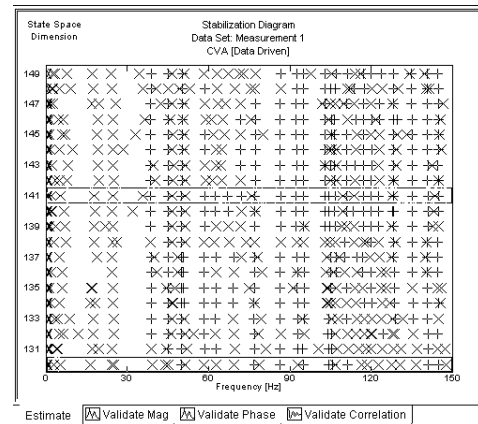 State Space
Dimension
Stabilization Diagram
Data Set: Measurement 1
CVA [Data Driven]
149
147
145
143
141
139
137
135
133
131
0 30 60 90 120 150
Frequency [Hz]
Estimate Validate Mag Validate Phase Validate Correlation